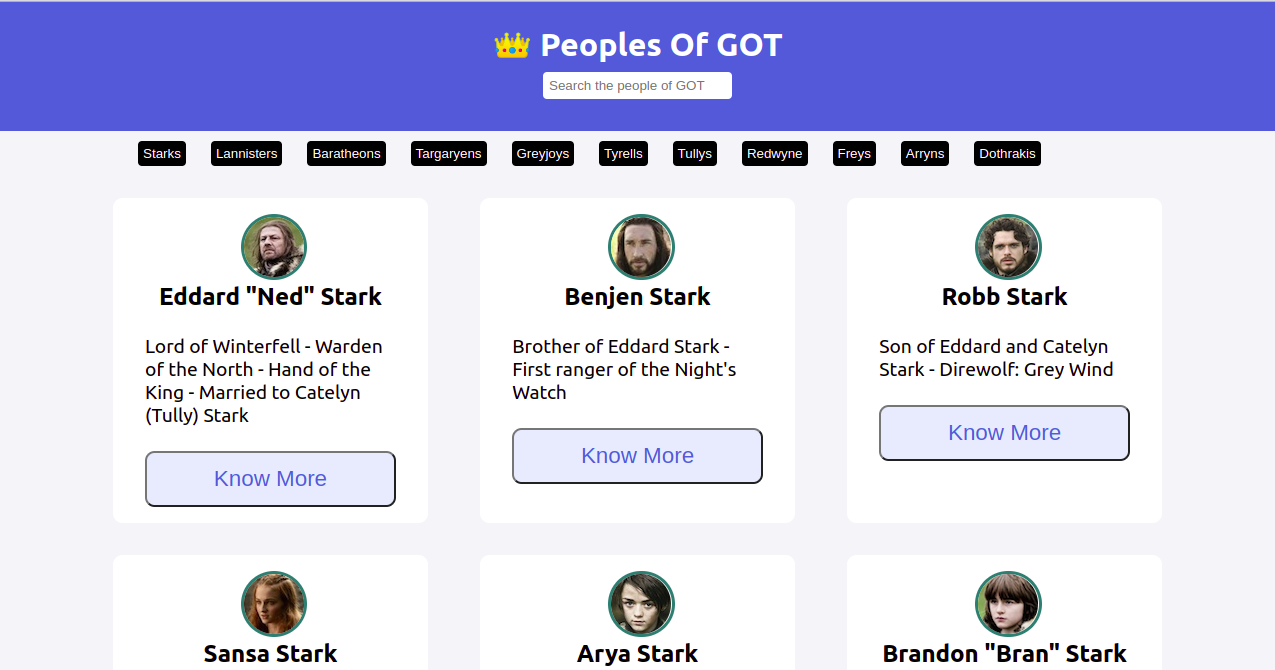 👑 Peoples Of GOT
Search the people of GOT
Starks Lannisters Baratheons Targaryens Greyjoys Tyrells Tullys Redwyne Freys Arryns Dothrakis
Eddard "Ned" Stark
Lord of Winterfell - Warden
of the North - Hand of the
King - Married to Catelyn
(Tully) Stark
Know More
Benjen Stark
Brother of Eddard Stark -
First ranger of the Night's
Watch
Know More
Robb Stark
Son of Eddard and Catelyn
Stark - Direwolf: Grey Wind
Know More
Sansa Stark
Arya Stark
Brandon "Bran" Stark